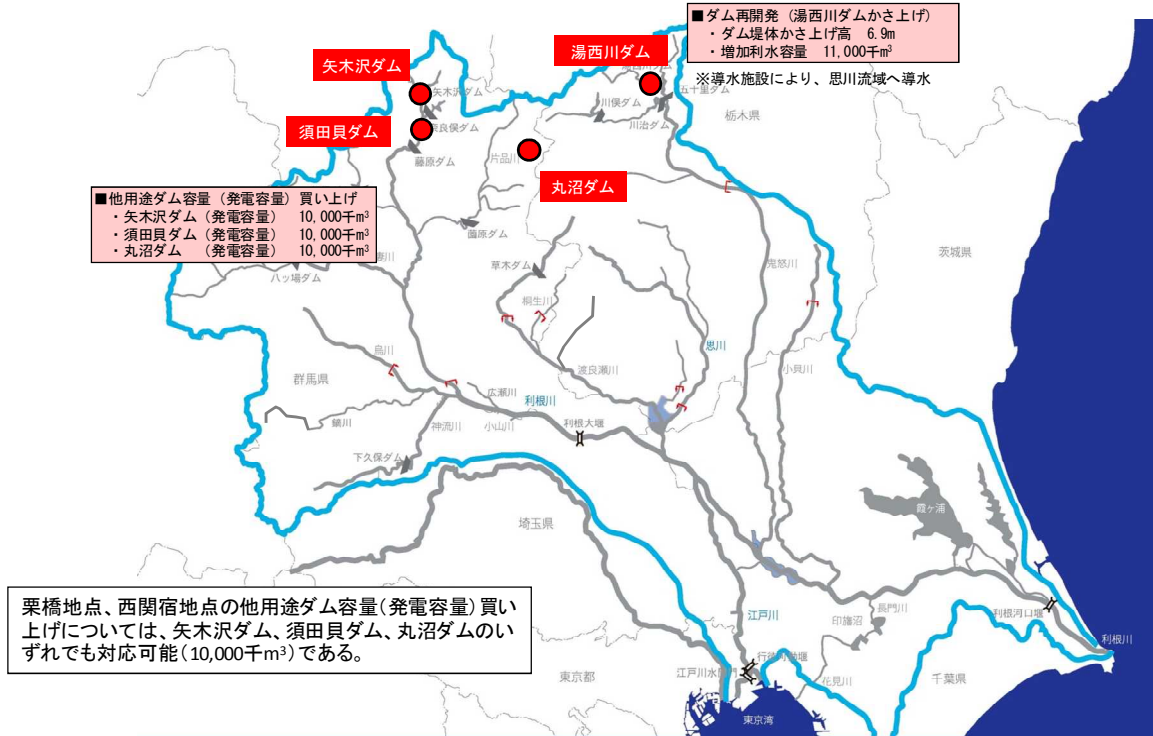 ■ダム再開発（湯西川ダムかさ上げ）
・ダム堤体かさ上げ高 6.9m
・増加利水容量 11,000千m³
※導水施設により、思川流域へ導水
湯西川ダム
矢木沢ダム
矢木沢ダム
五十里ダム
川俣ダム
川治ダム
栃木県
須田貝ダム
奈良俣ダム
藤原ダム
片品川
丸沼ダム
■他用途ダム容量（発電容量）買い上げ
・矢木沢ダム（発電容量） 10,000千m³
・須田貝ダム（発電容量） 10,000千m³
・丸沼ダム （発電容量） 10,000千m³
薗原ダム
八ッ場ダム
草木ダム
鬼怒川
茨城県
桐生川
思川
小貝川
烏川
群馬県
渡良瀬川
広瀬川
利根川
鏑川
神流川
小山川
利根大堰
下久保ダム
埼玉県
霞ヶ浦
栗橋地点、西関宿地点の他用途ダム容量（発電容量）買い
上げについては、矢木沢ダム、須田貝ダム、丸沼ダムのい
ずれでも対応可能（10,000千m³）である。
江戸川
印旛沼
長門川
利根河口堰
利根川
東京都
江戸川水閘門
行徳可動堰
花見川
千葉県
東京湾